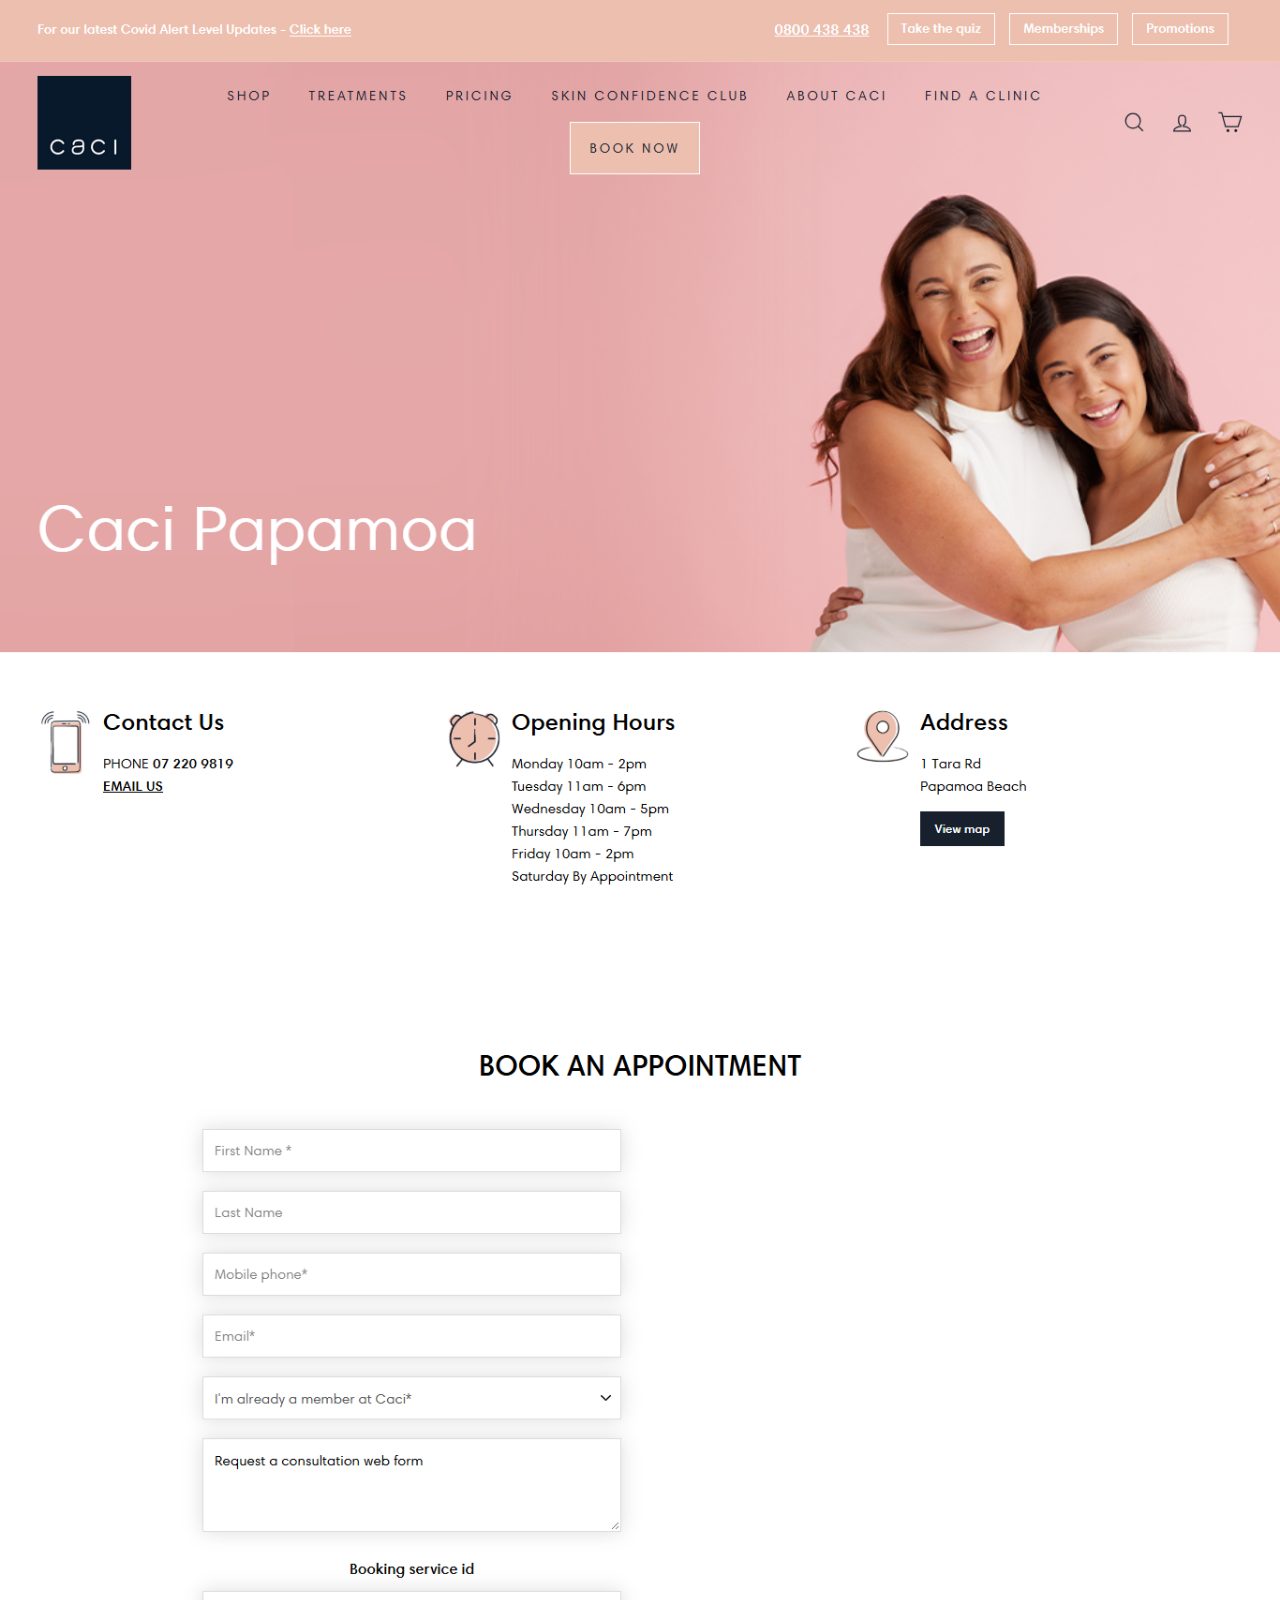 For our latest Covid Alert Level Updates - Click here
0800 438 438
Take the quiz
Memberships
Promotions
caci
SHOP
TREATMENTS
PRICING
SKIN CONFIDENCE CLUB
ABOUT CACI
FIND A CLINIC
BOOK NOW
Caci Papamoa
Contact Us
PHONE 07 220 9819
EMAIL US
Opening Hours
Monday 10am - 2pm
Tuesday 11am - 6pm
Wednesday 10am - 5pm
Thursday 11am - 7pm
Friday 10am - 2pm
Saturday By Appointment
Address
1 Tara Rd
Papamoa Beach
View map
BOOK AN APPOINTMENT
First Name *
Last Name
Mobile phone*
Email*
I'm already a member at Caci*
Request a consultation web form
Booking service id